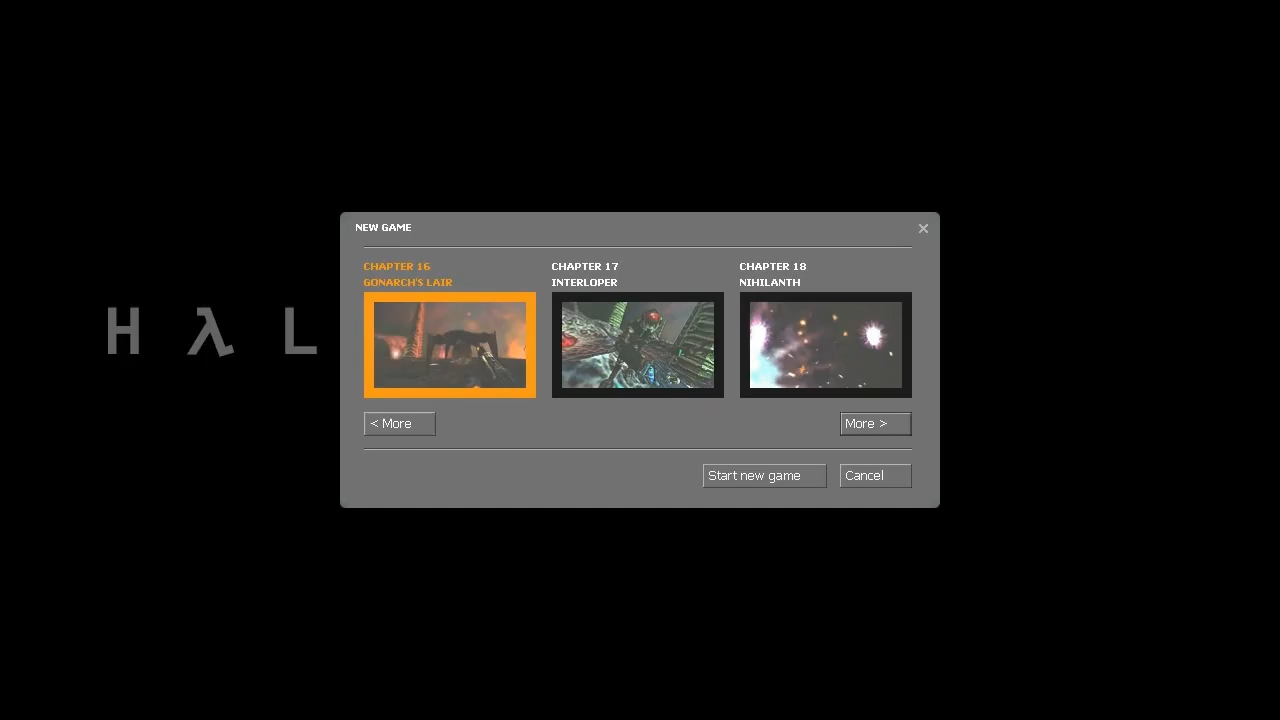 NEW GAME
CHAPTER 16
GONARCH'S LAIR
CHAPTER 17
INTERLOPER
CHAPTER 18
NIHILANTH
H λ L
< More
More >
Start new game
Cancel